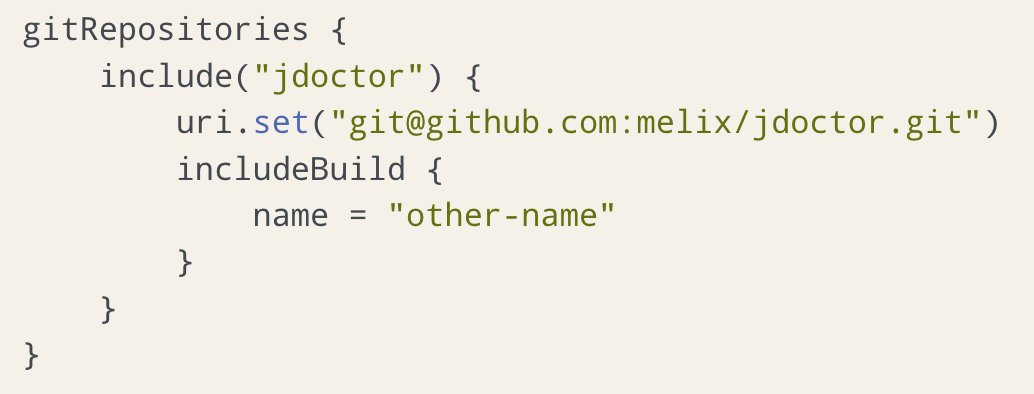 gitRepositories {
    include("jdoctor") {
        uri.set("git@github.com:melix/jdoctor.git")
        includeBuild {
            name = "other-name"
        }
    }
}